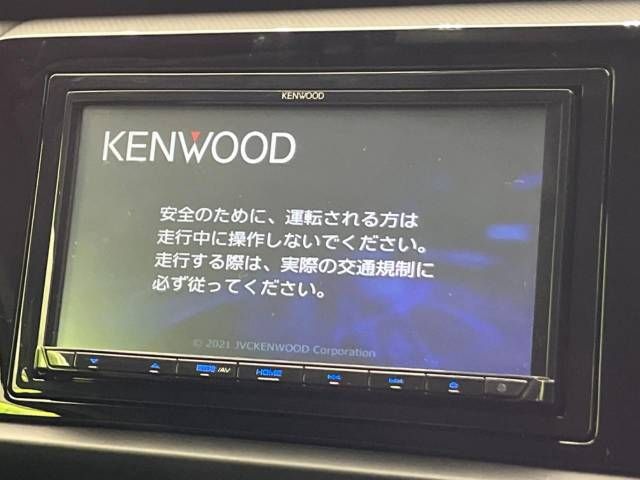 KENWOOD
KENWOOD
安全のために、運転される方は
走行中に操作しないでください。
走行する際は、実際の交通規制に
必ず従ってください。
© 2021 JVCKENWOOD Corporation
/AV HOME